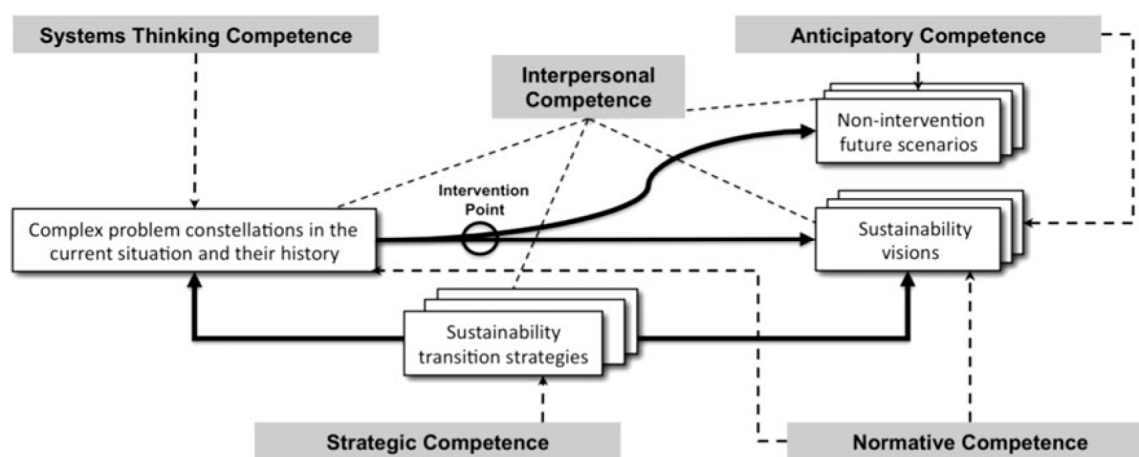 Systems Thinking Competence
Anticipatory Competence
Interpersonal
Competence
Non-intervention
future scenarios
Intervention
Point
Complex problem constellations in the
current situation and their history
Sustainability
visions
Sustainability
transition strategies
Strategic Competence
Normative Competence